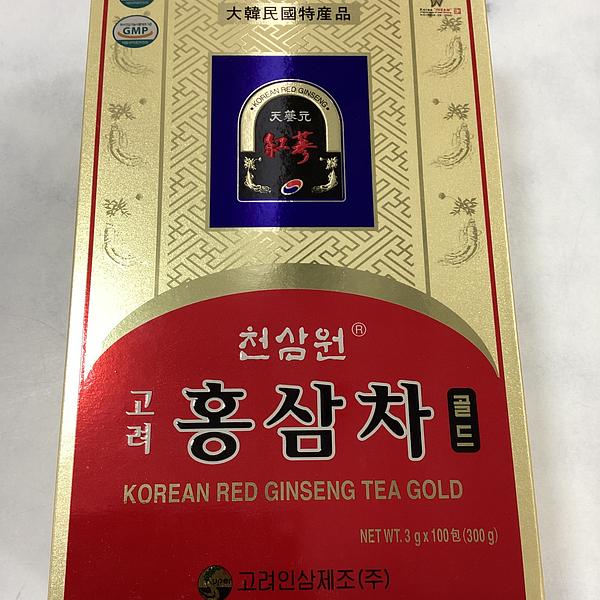 大韓民國特産品
GMP
KOREAN RED GINSENG
天蔘元
紅蔘
천삼원®
고려
홍삼차
골드
KOREAN RED GINSENG TEA GOLD
NET WT. 3 g x 100包 (300 g)
고려인삼제조(주)